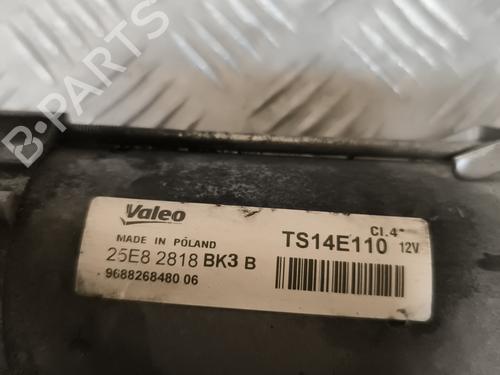 B-PARTS
Valeo
MADE IN POLAND
25E8 2818 BK3 B
9688268480 06
TS14E110
Cl.4
12V